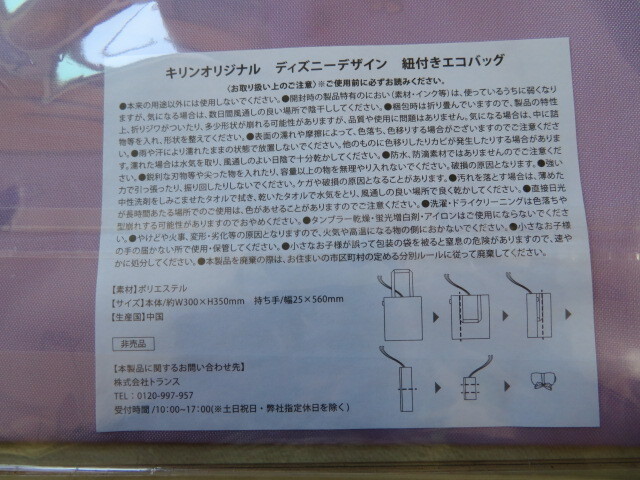 キリンオリジナル　ディズニーデザイン　紐付きエコバッグ
〈お取り扱い上のご注意〉※ご使用前に必ずお読みください。
●本来の用途以外には使用しないでください。●開封時の製品特有のにおい(素材・インク等)は、使っているうちに弱くなり
ますが、気になる場合は、数日間風通しの良い場所で陰干ししてください。●梱包時は折り畳んでいますので、製品の特性
上、折りジワがついたり、多少形状が崩れる可能性がありますが、品質や使用に問題はありません。気になる場合は、中に詰
物等を入れ、形状を整えてください。●表面の濡れや摩擦によって、色落ち、色移りする場合がございますのでご注意くださ
い。●雨や汗により濡れたままの状態で放置しないでください。他のものに色移りしたりカビが発生したりする場合がありま
す。濡れた場合は水気を取り、風通しのよい日陰で十分乾かしてください。●防水、防滴素材ではありませんのでご注意くだ
さい。●鋭利な刃物等や尖った物を入れたり、容量以上の物を無理やり入れないでください。破損の原因となります。●強い
力で引っ張ったり、振り回したりしないでください。ケガや破損の原因となることがあります。●汚れを落とす場合は、薄めた
中性洗剤をしみこませたタオルで拭き、乾いたタオルで水気をとり、風通しの良い場所で良く乾かしてください。●直接日光
が長時間あたる場所でのご使用は、色があせることがありますのでご注意ください。●洗濯・ドライクリーニングは色落ちや
型崩れする可能性がありますのでおやめください。●タンブラー乾燥・蛍光増白剤・アイロンはご使用にならないでくださ
い。●やけどや火事、変形・劣化等の原因となりますので、火気や高温になる物の側におかないでください。●小さなお子様
の手の届かない所で使用・保管してください。●小さなお子様が誤って包装の袋を被ると窒息の危険がありますので、速や
かに処分してください。●本製品を廃棄の際は、お住まいの市区町村の定める分別ルールに従って廃棄してください。
【素材】ポリエステル
【サイズ】本体/約W300×H350mm　持ち手/幅25×560mm
【生産国】中国
非売品
【本製品に関するお問い合わせ先】
株式会社トランス
TEL：0120-997-957
受付時間/10:00~17:00(※土日祝日・弊社指定休日を除く)